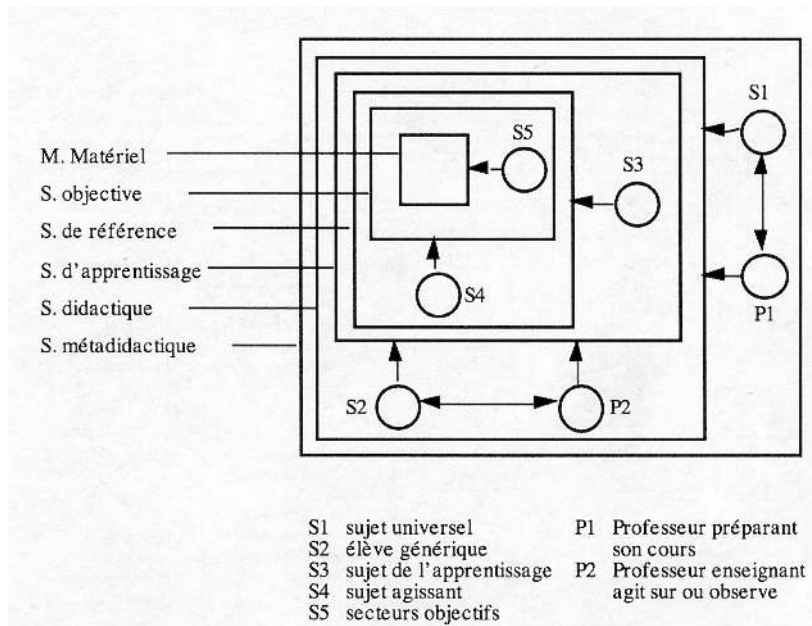 S1
S5
M. Matériel
S3
S. objective
S. de référence
S. d'apprentissage
S4
P1
S. didactique
S. métadidactique
S2
P2
S1 sujet universel
S2 élève générique
S3 sujet de l'apprentissage
S4 sujet agissant
S5 secteurs objectifs
P1 Professeur préparant
son cours
P2 Professeur enseignant
agit sur ou observe